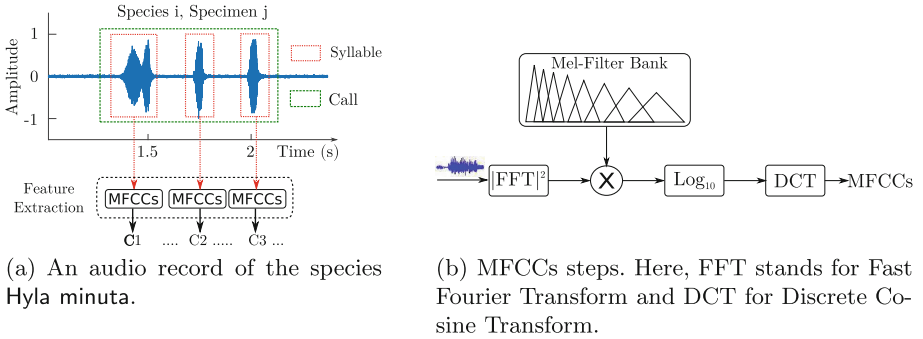 Species i, Specimen j
Amplitude
1
0
-1
Syllable
Call
1.5
2
Time (s)
Feature
Extraction
MFCCs
MFCCs
MFCCs
C1 .... C2 ..... C3 ...
(a) An audio record of the species
Hyla minuta.
Mel-Filter Bank
|FFT|²
X
Log₁₀
DCT
MFCCs
(b) MFCCs steps. Here, FFT stands for Fast
Fourier Transform and DCT for Discrete Co-
sine Transform.